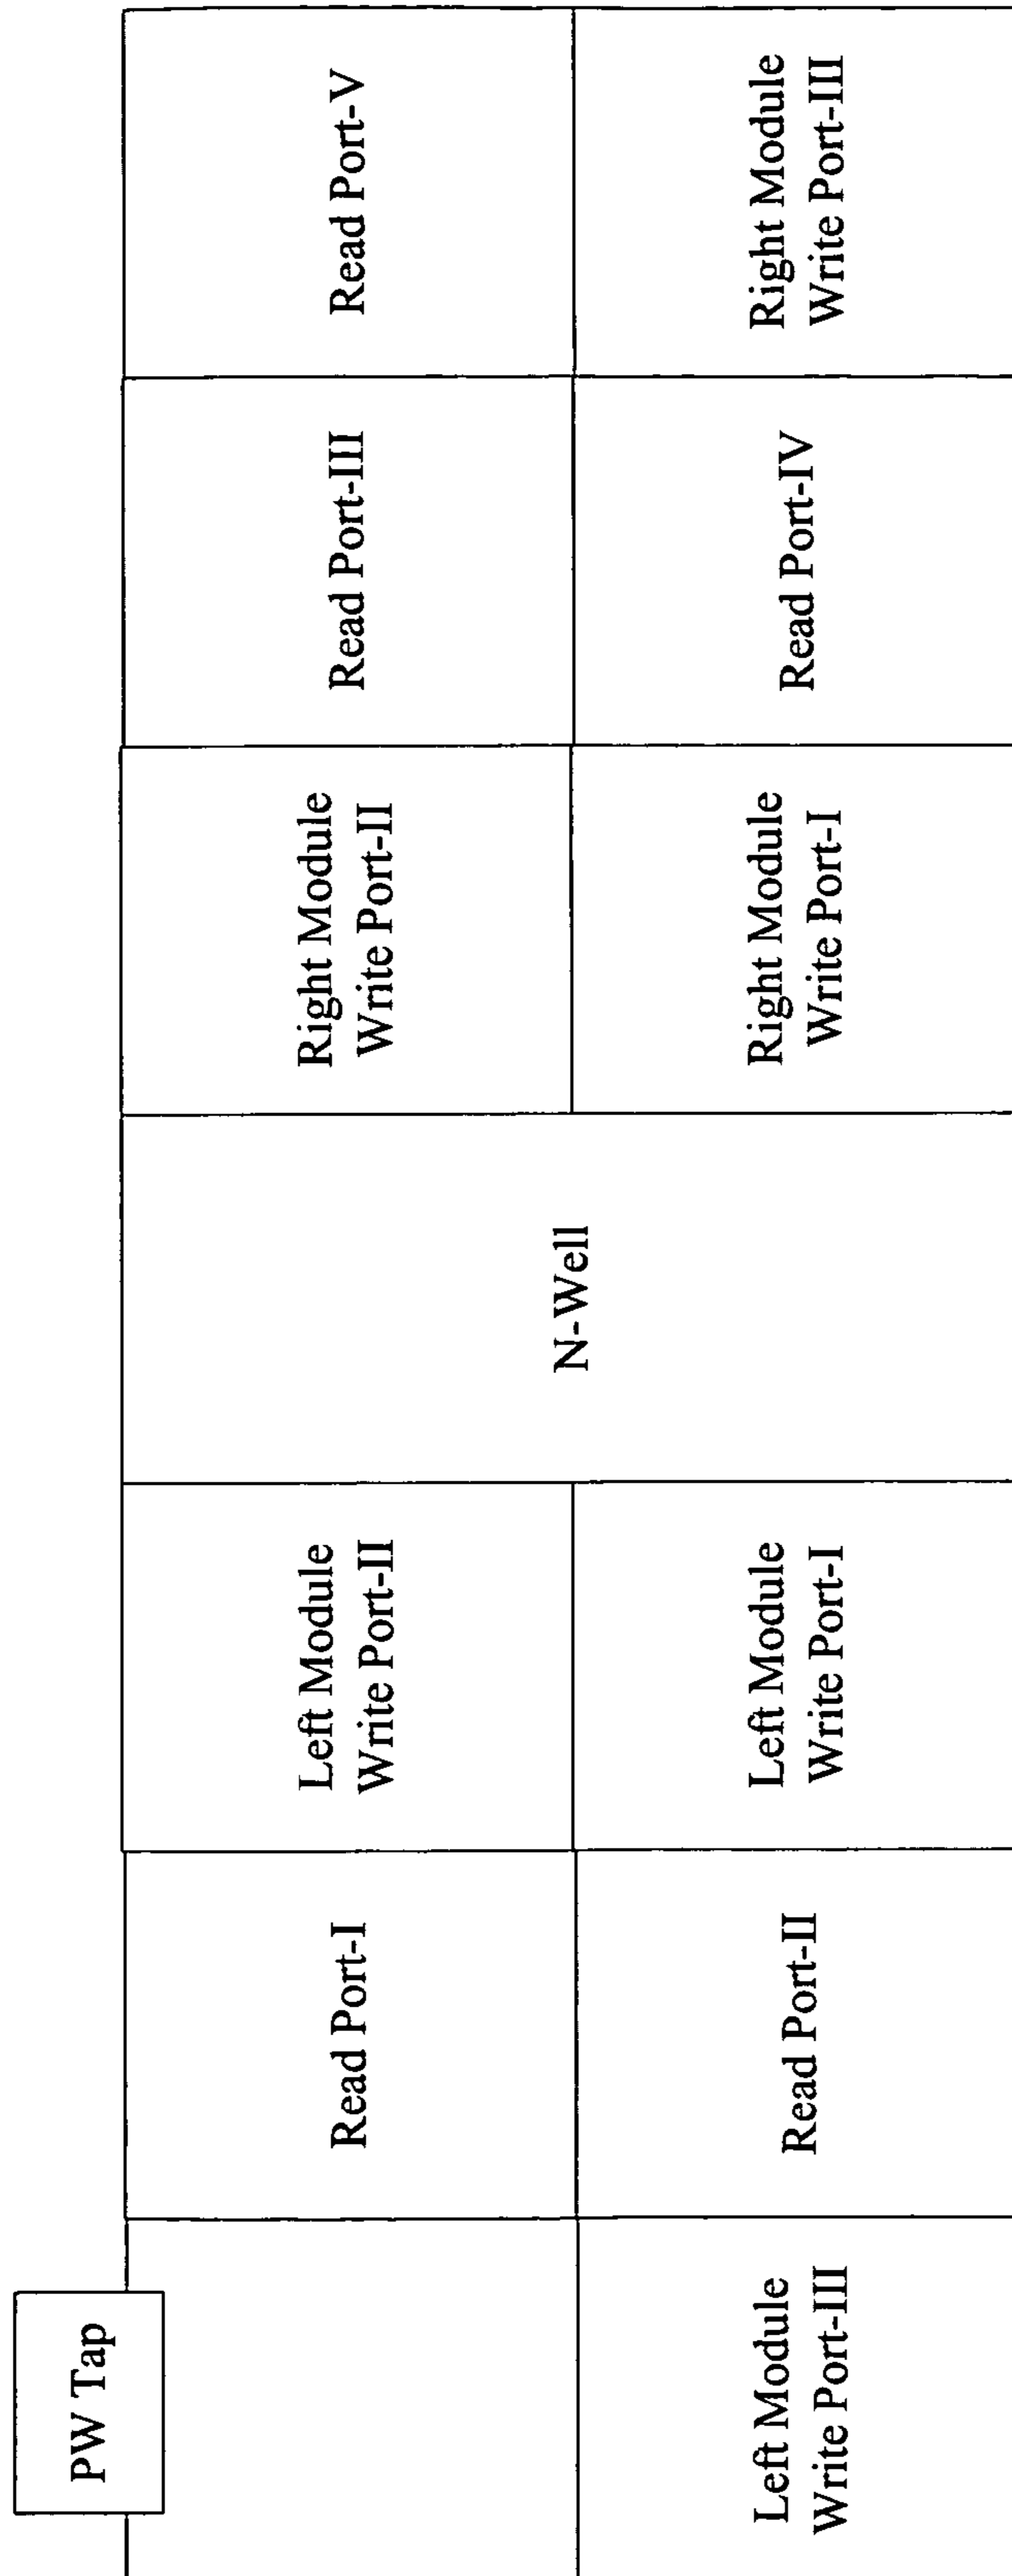 PW Tap
Read Port-I
Left Module
Write Port-II
Right Module
Write Port-II
Read Port-III
Read Port-V
N-Well
Left Module
Write Port-III
Read Port-II
Left Module
Write Port-I
Right Module
Write Port-I
Read Port-IV
Right Module
Write Port-III